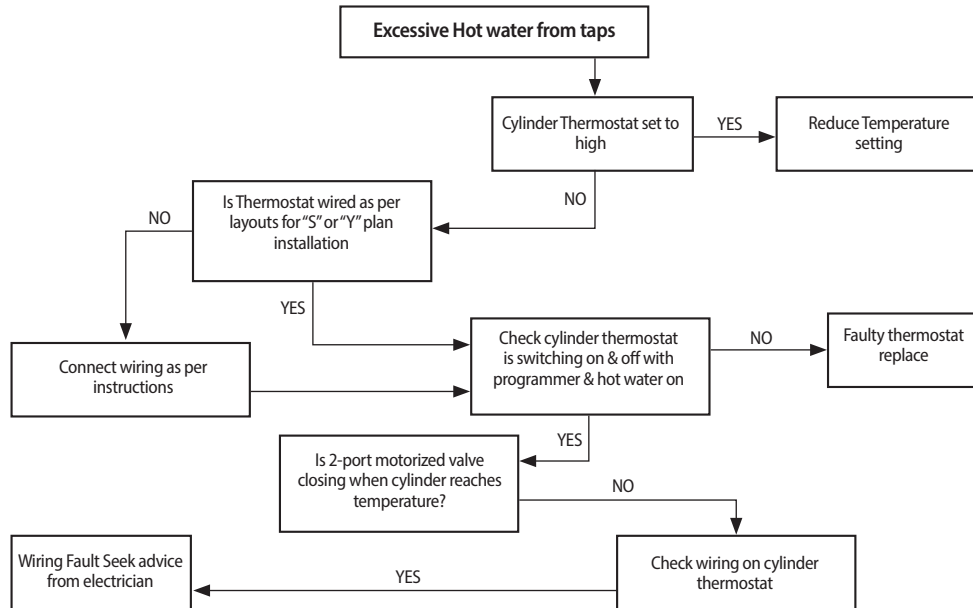 Excessive Hot water from taps
Cylinder Thermostat set to
high
YES
Reduce Temperature
setting
NO
Is Thermostat wired as per
layouts for “S” or “Y” plan
installation
NO
YES
Connect wiring as per
instructions
Check cylinder thermostat
is switching on & off with
programmer & hot water on
NO
Faulty thermostat
replace
YES
Is 2-port motorized valve
closing when cylinder reaches
temperature?
NO
Check wiring on cylinder
thermostat
YES
Wiring Fault Seek advice
from electrician